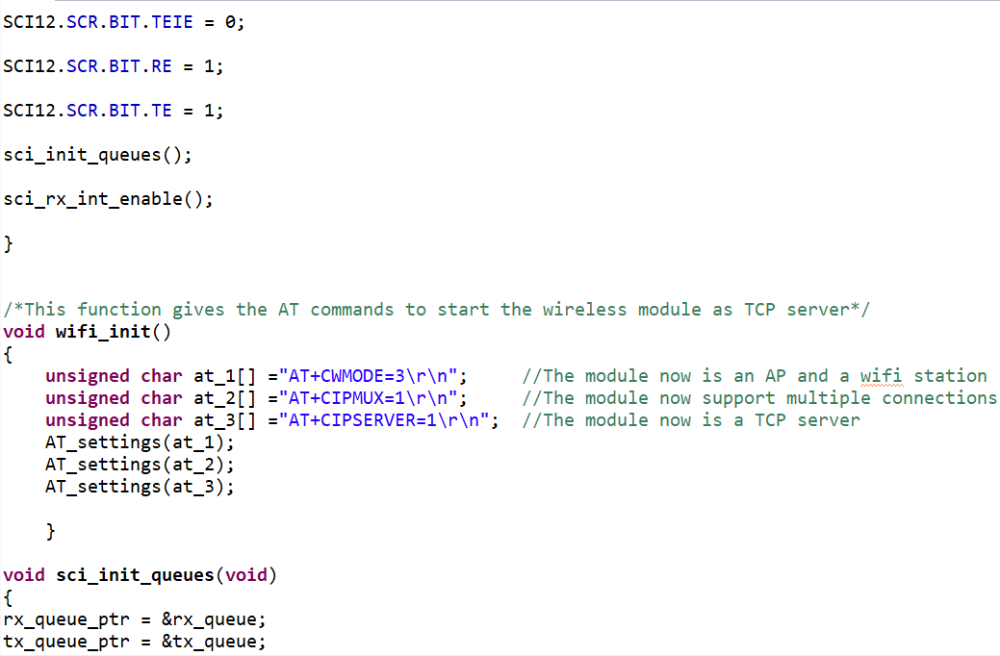 SCI12.SCR.BIT.TEIE = 0;
SCI12.SCR.BIT.RE = 1;
SCI12.SCR.BIT.TE = 1;
sci_init_queues();
sci_rx_int_enable();
}
/*This function gives the AT commands to start the wireless module as TCP server*/
void wifi_init()
{
    unsigned char at_1[] ="AT+CWMODE=3\r\n";     //The module now is an AP and a wifi station
    unsigned char at_2[] ="AT+CIPMUX=1\r\n";     //The module now support multiple connections
    unsigned char at_3[] ="AT+CIPSERVER=1\r\n";  //The module now is a TCP server
    AT_settings(at_1);
    AT_settings(at_2);
    AT_settings(at_3);
    }
void sci_init_queues(void)
{
rx_queue_ptr = &rx_queue;
tx_queue_ptr = &tx_queue;